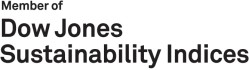 Member of
Dow Jones
Sustainability Indices